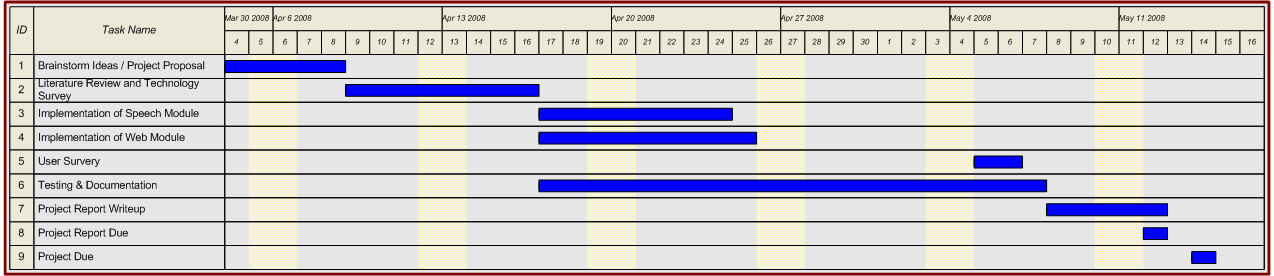 ID Task Name Mar 30 2008 Apr 6 2008 Apr 13 2008 Apr 20 2008 Apr 27 2008 May 4 2008 May 11 2008
4 5 6 7 8 9 10 11 12 13 14 15 16 17 18 19 20 21 22 23 24 25 26 27 28 29 30 1 2 3 4 5 6 7 8 9 10 11 12 13 14 15 16
1 Brainstorm Ideas / Project Proposal
2 Literature Review and Technology
Survey
3 Implementation of Speech Module
4 Implementation of Web Module
5 User Survery
6 Testing & Documentation
7 Project Report Writeup
8 Project Report Due
9 Project Due